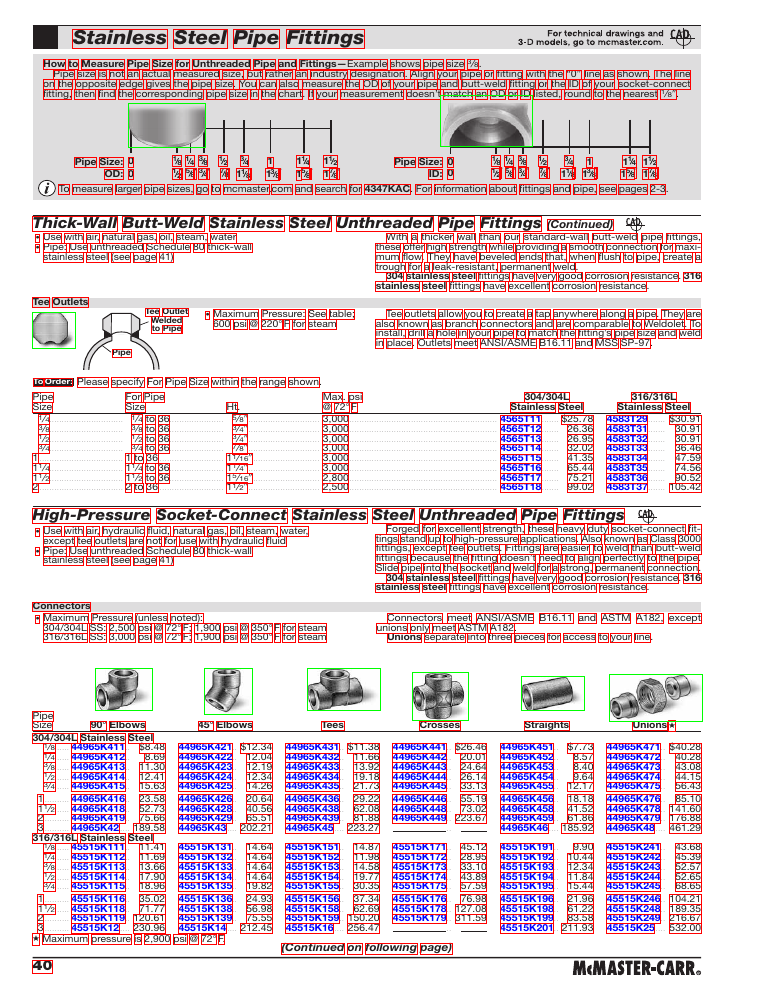 Stainless Steel Pipe Fittings
For technical drawings and
3-D models, go to mcmaster.com.
CAD
How to Measure Pipe Size for Unthreaded Pipe and Fittings—Example shows pipe size 3/8.
Pipe size is not an actual measured size, but rather an industry designation. Align your pipe or fitting with the "0" line as shown. The line
on the opposite edge gives the pipe size. You can also measure the OD of your pipe and butt-weld fitting or the ID of your socket-connect
fitting, then find the corresponding pipe size in the chart. If your measurement doesn't match an OD or ID listed, round to the nearest 1/8".
Pipe Size: 0 1/8 1/4 3/8 1/2 3/4 1 1 1/4 1 1/2
Pipe Size: 0 1/8 1/4 3/8 1/2 3/4 1 1 1/4 1 1/2
OD: 0
ID: 0
To measure larger pipe sizes, go to mcmaster.com and search for 4347KAC. For information about fittings and pipe, see pages 2-3.
Thick-Wall Butt-Weld Stainless Steel Unthreaded Pipe Fittings (Continued) CAD
• Use with air, natural gas, oil, steam, water
• Pipe: Use unthreaded Schedule 80 thick-wall
stainless steel (see page 41)
With a thicker wall than our standard-wall butt-weld pipe fittings,
these offer high strength while providing a smooth connection for maxi-
mum flow. They have beveled ends that, when flush to pipe, create a
trough for a leak-resistant, permanent weld.
304 stainless steel fittings have very good corrosion resistance. 316
stainless steel fittings have excellent corrosion resistance.
Tee Outlets
Tee Outlet
Welded
to Pipe
Pipe
• Maximum Pressure: See table;
600 psi @ 220°F for steam
Tee outlets allow you to create a tap anywhere along a pipe. They are
also known as branch connectors and are comparable to Weldolet. To
install, drill a hole in your pipe to match the fitting's pipe size and weld
in place. Outlets meet ANSI/ASME B16.11 and MSS SP-97.
To Order: Please specify For Pipe Size within the range shown.
Pipe For Pipe Max. psi 304/304L 316/316L
Size Size Ht. @ 72° F Stainless Steel Stainless Steel
1/4 1/4 to 36 5/8" 3,000 4565T11 $25.78 4583T29 $30.91
3/8 3/8 to 36 3/4" 3,000 4565T12 26.36 4583T31 30.91
1/2 1/2 to 36 3/4" 3,000 4565T13 26.95 4583T32 30.91
3/4 3/4 to 36 7/8" 3,000 4565T14 32.02 4583T33 36.46
1 1 to 36 1 1/16" 3,000 4565T15 41.35 4583T34 47.59
1 1/4 1 1/4 to 36 1 1/4" 3,000 4565T16 65.44 4583T35 74.56
1 1/2 1 1/2 to 36 1 5/16" 2,800 4565T17 75.21 4583T36 90.52
2 2 to 36 1 1/2" 2,500 4565T18 99.02 4583T37 105.42
High-Pressure Socket-Connect Stainless Steel Unthreaded Pipe Fittings CAD
• Use with air, hydraulic fluid, natural gas, oil, steam, water,
except tee outlets are not for use with hydraulic fluid
• Pipe: Use unthreaded Schedule 80 thick-wall
stainless steel (see page 41)
Forged for excellent strength, these heavy duty socket-connect fit-
tings stand up to high-pressure applications. Also known as Class 3000
fittings, except tee outlets. Fittings are easier to weld than butt-weld
fittings because the fitting doesn't need to align perfectly to the pipe.
Slide pipe into the socket and weld for a strong, permanent connection.
304 stainless steel fittings have very good corrosion resistance. 316
stainless steel fittings have excellent corrosion resistance.
Connectors
• Maximum Pressure (unless noted):
304/304L SS: 2,500 psi @ 72° F; 1,900 psi @ 350° F for steam
316/316L SS: 3,000 psi @ 72° F; 1,900 psi @ 350° F for steam
Connectors meet ANSI/ASME B16.11 and ASTM A182, except
unions only meet ASTM A182.
Unions separate into three pieces for access to your line.
Pipe
Size 90° Elbows 45° Elbows Tees Crosses Straights Unions★
304/304L Stainless Steel
1/8 44965K411 $8.48 44965K421 $12.34 44965K431 $11.38 44965K441 $26.46 44965K451 $7.73 44965K471 $40.28
1/4 44965K412 8.69 44965K422 12.04 44965K432 11.66 44965K442 20.01 44965K452 8.57 44965K472 40.28
3/8 44965K413 11.30 44965K423 12.19 44965K433 13.92 44965K443 24.64 44965K453 8.40 44965K473 43.08
1/2 44965K414 12.41 44965K424 12.34 44965K434 19.18 44965K444 26.14 44965K454 9.64 44965K474 44.15
3/4 44965K415 15.63 44965K425 14.26 44965K435 21.73 44965K445 33.13 44965K455 12.17 44965K475 56.43
1 44965K416 23.58 44965K426 20.64 44965K436 29.22 44965K446 55.19 44965K456 18.18 44965K476 85.10
1 1/2 44965K418 52.73 44965K428 40.56 44965K438 62.08 44965K448 73.02 44965K458 41.52 44965K478 141.60
2 44965K419 75.66 44965K429 65.51 44965K439 81.88 44965K449 223.67 44965K459 61.86 44965K479 176.88
3 44965K42 189.58 44965K43 202.21 44965K45 223.27 44965K46 185.92 44965K48 461.29
316/316L Stainless Steel
1/8 45515K111 11.41 45515K131 14.64 45515K151 14.87 45515K171 45.12 45515K191 9.90 45515K241 43.68
1/4 45515K112 11.69 45515K132 14.64 45515K152 11.98 45515K172 28.95 45515K192 10.44 45515K242 45.39
3/8 45515K113 13.66 45515K133 14.64 45515K153 14.58 45515K173 33.10 45515K193 12.34 45515K243 52.57
1/2 45515K114 17.90 45515K134 14.64 45515K154 19.77 45515K174 43.89 45515K194 11.84 45515K244 52.65
3/4 45515K115 18.96 45515K135 19.82 45515K155 30.35 45515K175 57.59 45515K195 15.44 45515K245 68.65
1 45515K116 35.02 45515K136 24.93 45515K156 37.34 45515K176 76.98 45515K196 21.96 45515K246 104.21
1 1/2 45515K118 71.77 45515K138 56.98 45515K158 62.69 45515K178 127.08 45515K198 61.22 45515K248 189.35
2 45515K119 120.61 45515K139 75.55 45515K159 150.20 45515K179 311.59 45515K199 83.58 45515K249 216.67
3 45515K12 230.96 45515K14 212.45 45515K16 256.47 45515K201 211.93 45515K25 532.00
★ Maximum pressure is 2,900 psi @ 72° F.
(Continued on following page)
40
McMASTER-CARR®